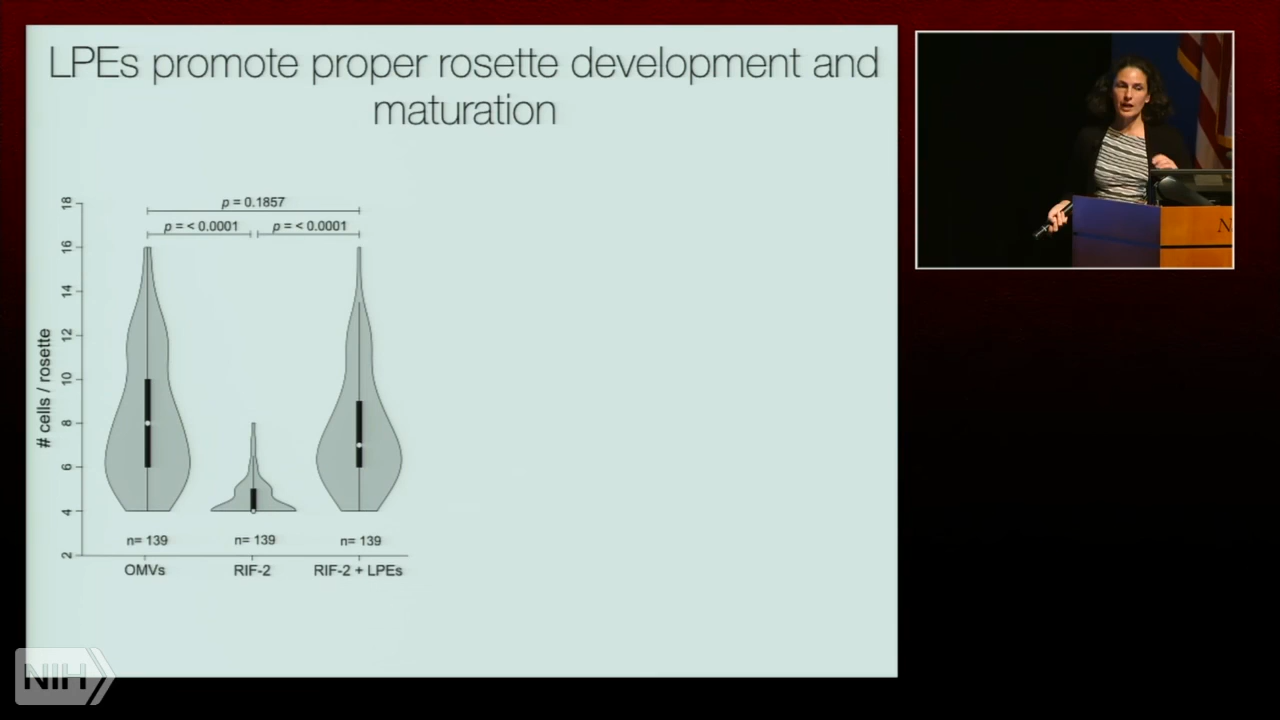 LPEs promote proper rosette development and
maturation
p = 0.1857
p = < 0.0001 p = < 0.0001
# cells / rosette
18
16
14
12
10
8
6
4
2
n= 139 n= 139 n= 139
OMVs RIF-2 RIF-2 + LPEs
NIH
N